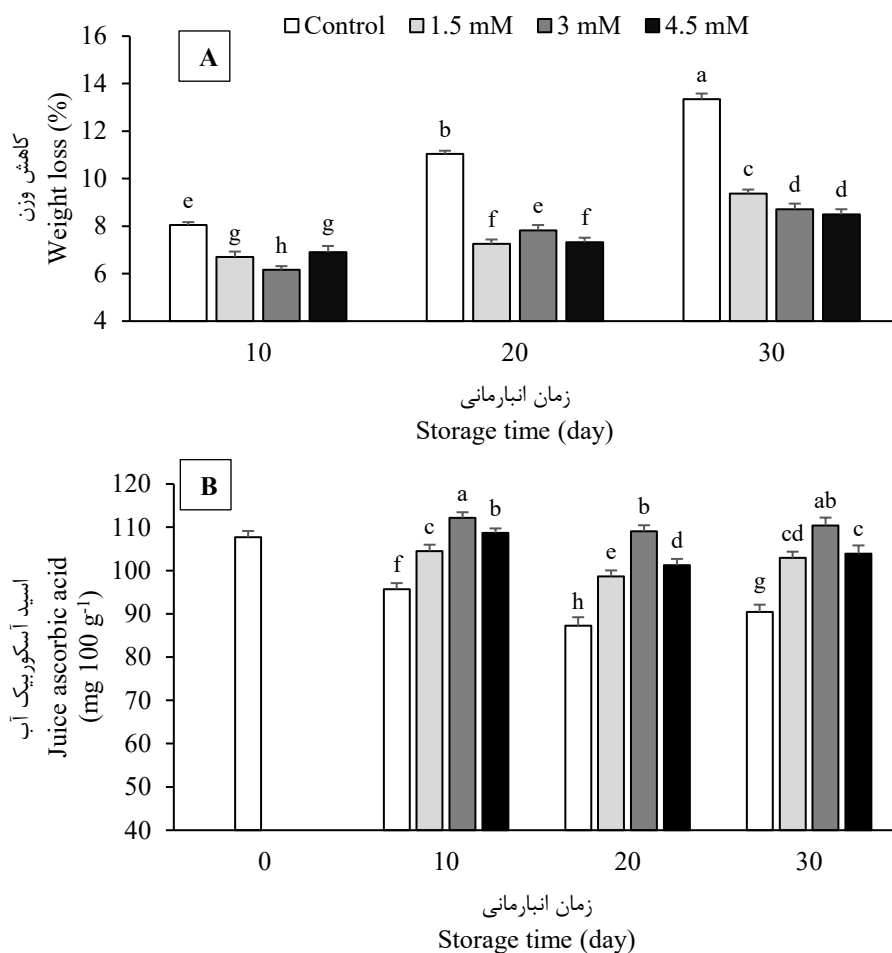 Control 1.5 mM 3 mM 4.5 mM
A
کاهش وزن
Weight loss (%)
16
14
12
10
8
6
4
e g h g
b f e f
a c d d
10 20 30
زمان انبارمانی
Storage time (day)
B
اسید آسکوربیک آب
Juice ascorbic acid
(mg 100 g⁻¹)
120
110
100
90
80
70
60
50
40
f c a b
h e b d
g cd ab c
0 10 20 30
زمان انبارمانی
Storage time (day)